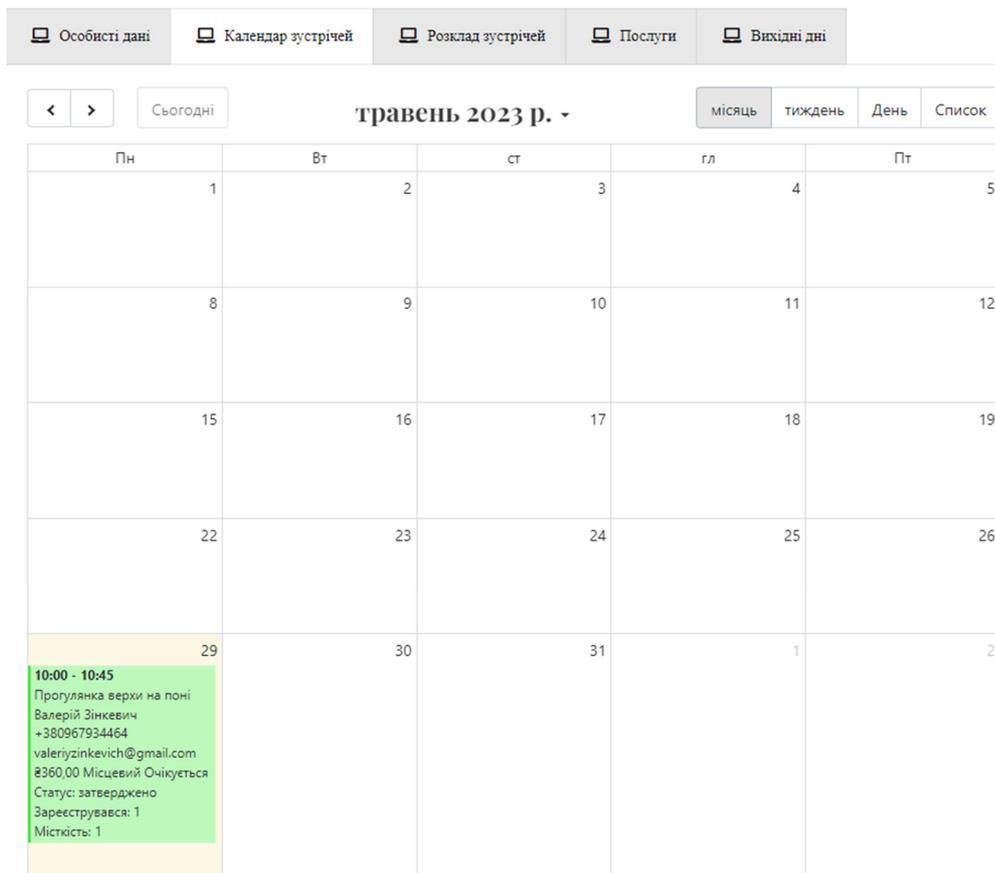 Особисті дані Календар зустрічей Розклад зустрічей Послуги Вихідні дні
Сьогодні травень 2023 р. місяць тиждень День Список
Пн Вт ст гл Пт
1 2 3 4 5
8 9 10 11 12
15 16 17 18 19
22 23 24 25 26
29 30 31 1 2
10:00 - 10:45
Прогулянка верхи на поні
Валерій Зінкевич
+380967934464
valeriyzinkevich@gmail.com
₴360,00 Місцевий Очікується
Статус: затверджено
Зареєструвався: 1
Місткість: 1